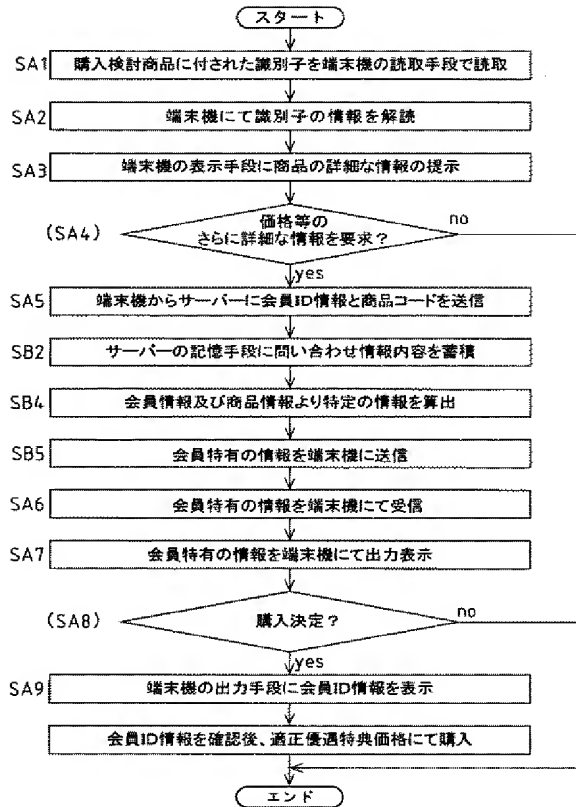 スタート
SA1 購入検討商品に付された識別子を端末機の読取手段で読取
SA2 端末機にて識別子の情報を解読
SA3 端末機の表示手段に商品の詳細な情報の提示
(SA4) 価格等の
さらに詳細な情報を要求？
no
yes
SA5 端末機からサーバーに会員ID情報と商品コードを送信
SB2 サーバーの記憶手段に問い合わせ情報内容を蓄積
SB4 会員情報及び商品情報より特定の情報を算出
SB5 会員特有の情報を端末機に送信
SA6 会員特有の情報を端末機にて受信
SA7 会員特有の情報を端末機にて出力表示
(SA8) 購入決定？
no
yes
SA9 端末機の出力手段に会員ID情報を表示
会員ID情報を確認後、適正優遇特典価格にて購入
エンド